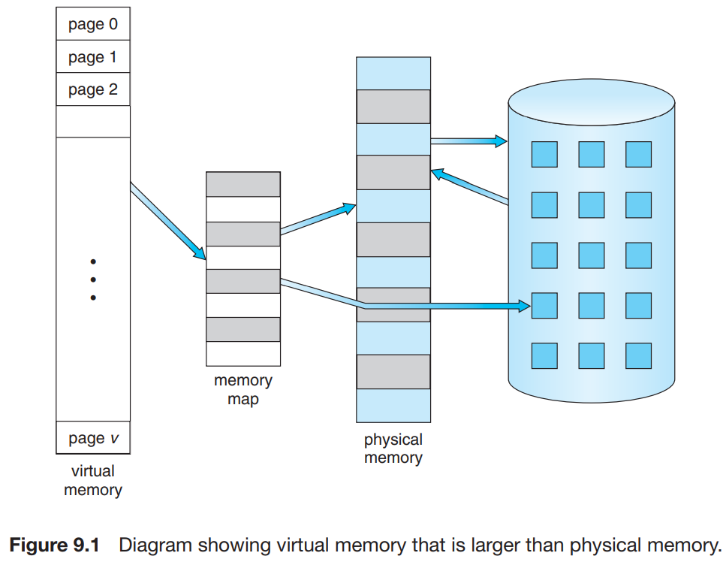 page 0
page 1
page 2
page v
virtual
memory
memory
map
physical
memory
Figure 9.1 Diagram showing virtual memory that is larger than physical memory.